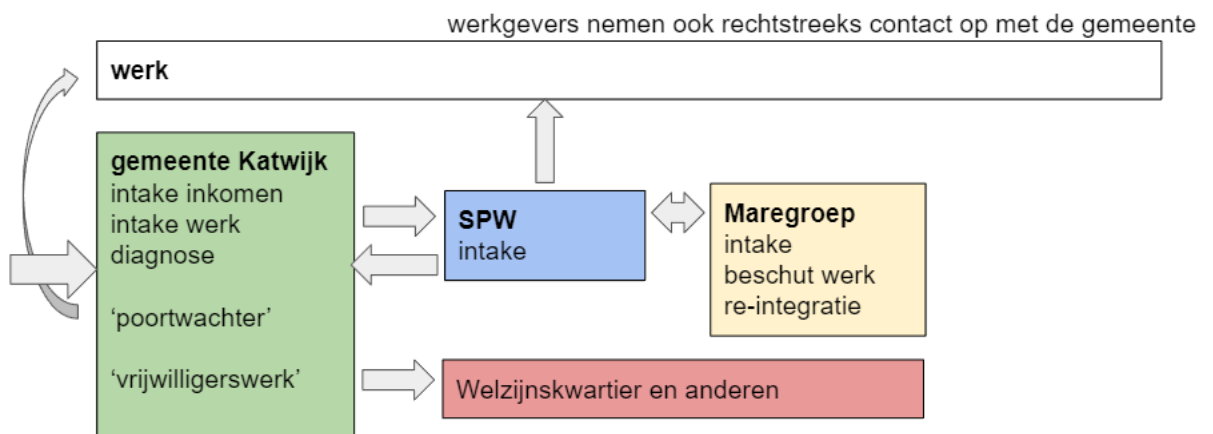 werkgevers nemen ook rechtstreeks contact op met de gemeente
werk
gemeente Katwijk
intake inkomen
intake werk
diagnose
‘poortwachter’
‘vrijwilligerswerk’
SPW
intake
Maregroep
intake
beschut werk
re-integratie
Welzijnskwartier en anderen